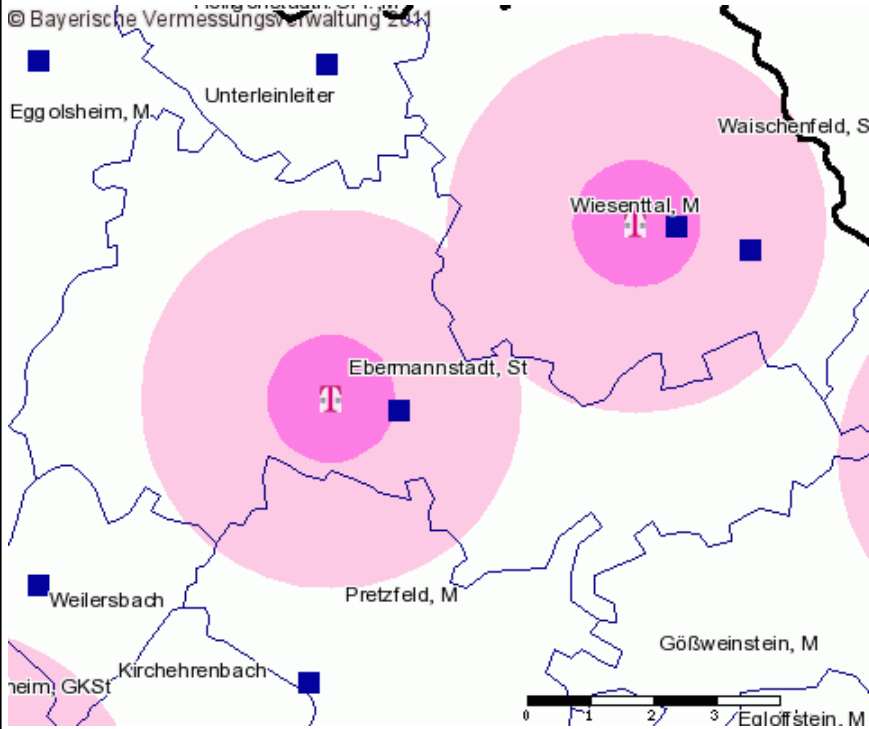 © Bayerische Vermessungsverwaltung 2011
Unterleinleiter
Eggolsheim, M
Waischenfeld, S
Wiesenttal, M
T
Ebermannstadt, St
T
Pretzfeld, M
Weilersbach
Gößweinstein, M
Kirchehrenbach
heim, GKSt
0 1 2 3
Egloffstein, M